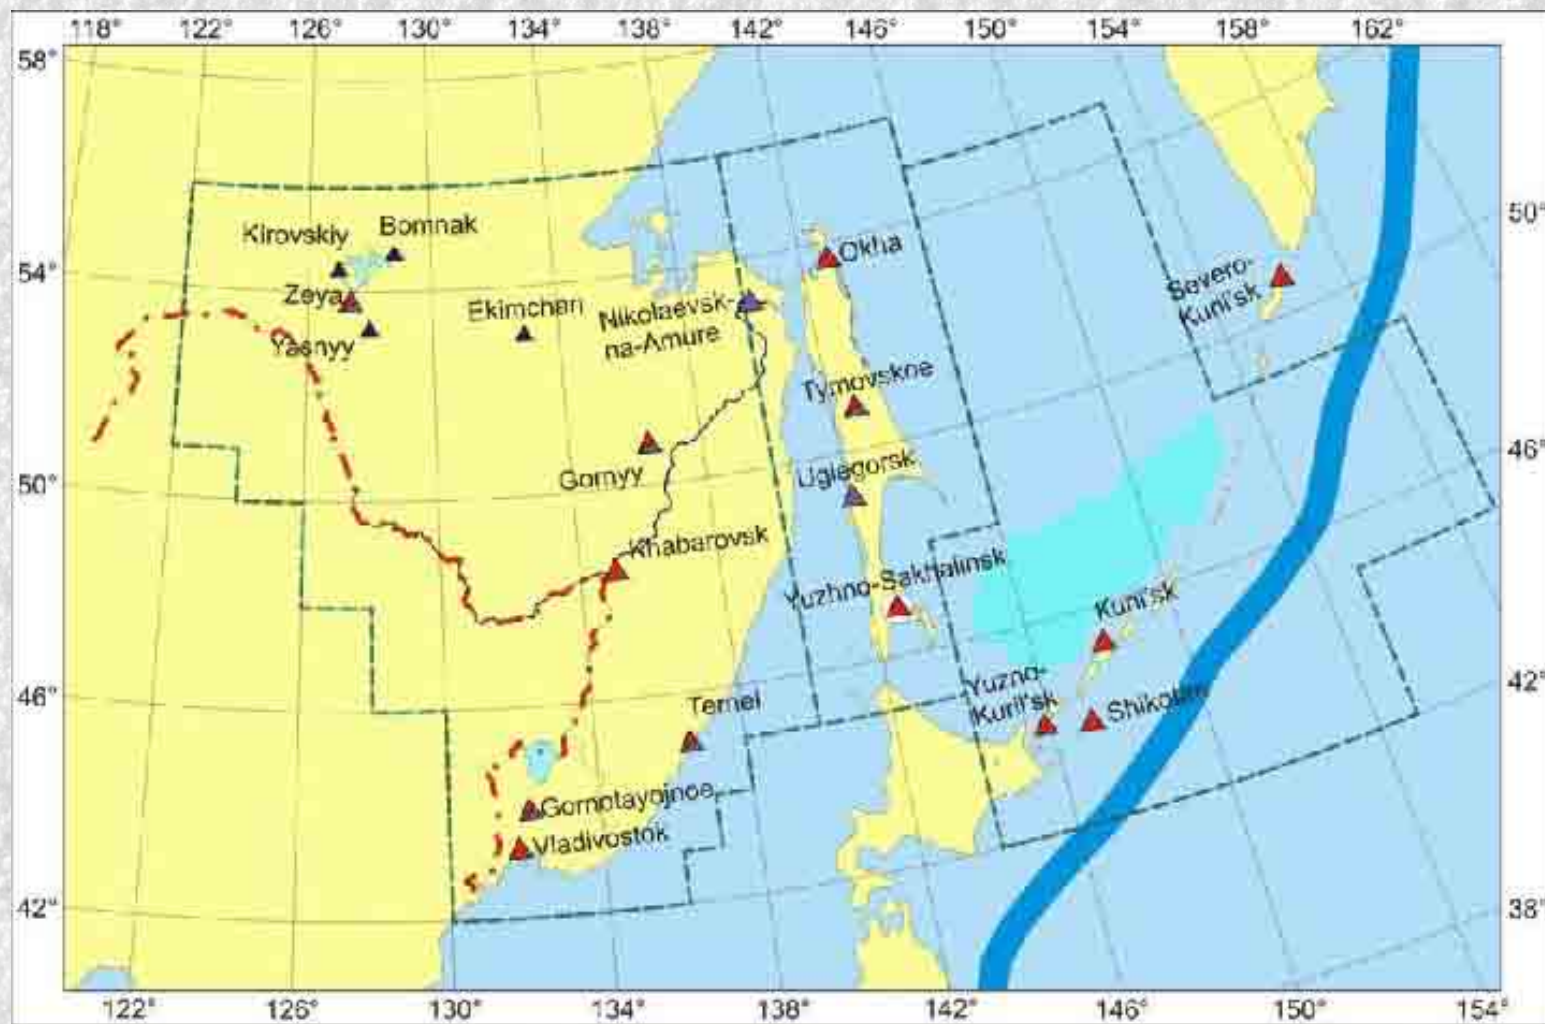 118° 122° 126° 130° 134° 138° 142° 146° 150° 154° 158° 162°
58°
50°
Kirovskiy
Bomnak
Okha
54°
Severo-
Kuril'sk
Zeya
Ekimchan
Nikolaevsk-
na-Amure
Yasnyy
Tymovskoe
46°
Uglegorsk
Gornyy
50°
Khabarovsk
Yuzhno-Sakhalinsk
Kuril'sk
42°
46°
Yuzno-
Kuril'sk
Ternei
Shikotan
Gornotayojnoe
Vladivostok
42°
38°
122° 126° 130° 134° 138° 142° 146° 150° 154°